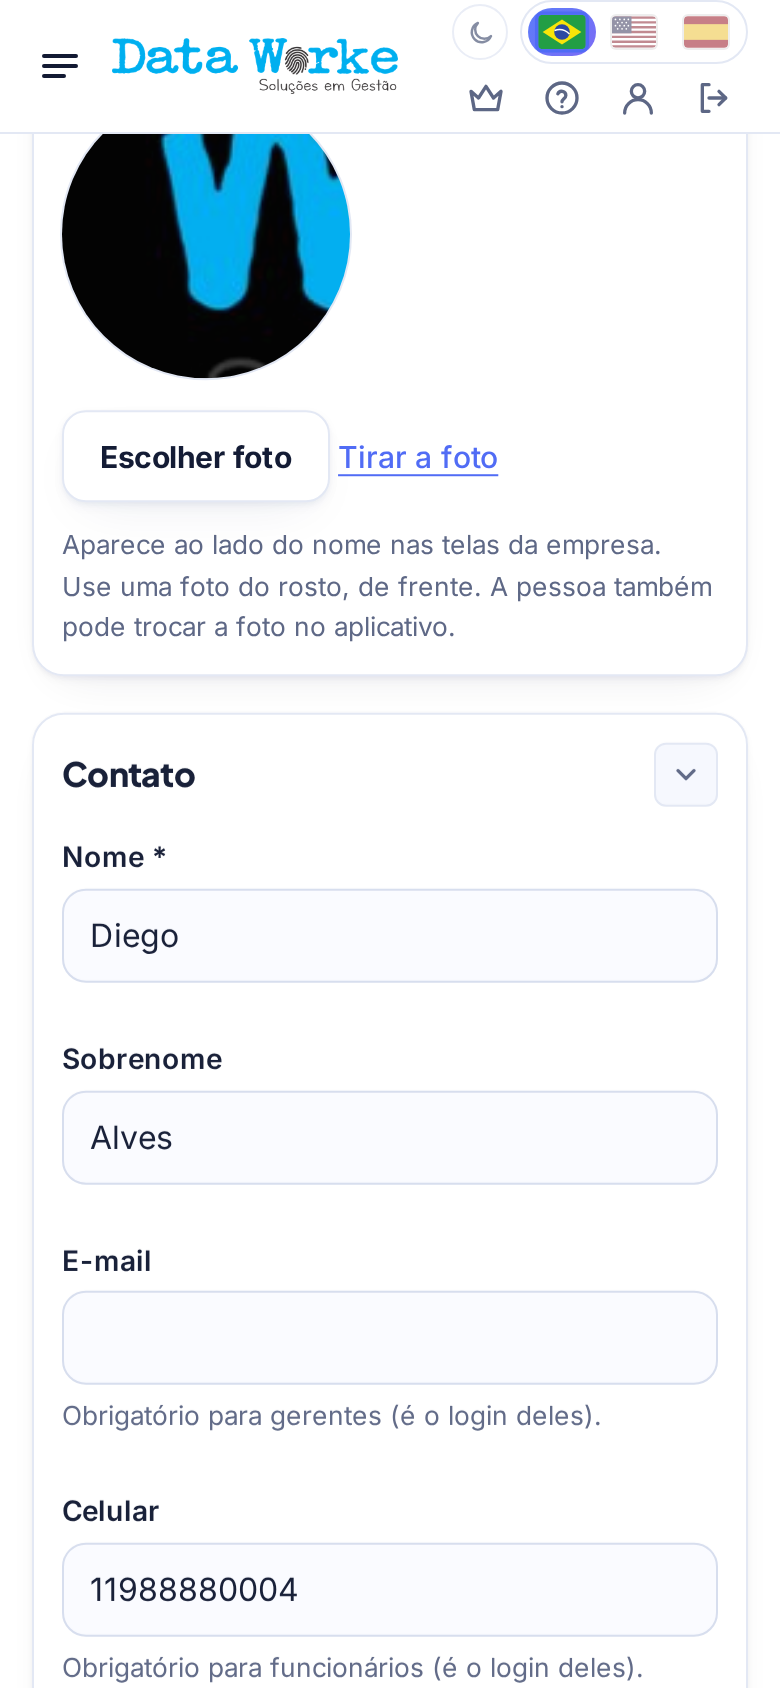 Data Worke
Soluções em Gestão
Escolher foto Tirar a foto
Aparece ao lado do nome nas telas da empresa.
Use uma foto do rosto, de frente. A pessoa também
pode trocar a foto no aplicativo.
Contato
Nome *
Diego
Sobrenome
Alves
E-mail
Obrigatório para gerentes (é o login deles).
Celular
11988880004
Obrigatório para funcionários (é o login deles).